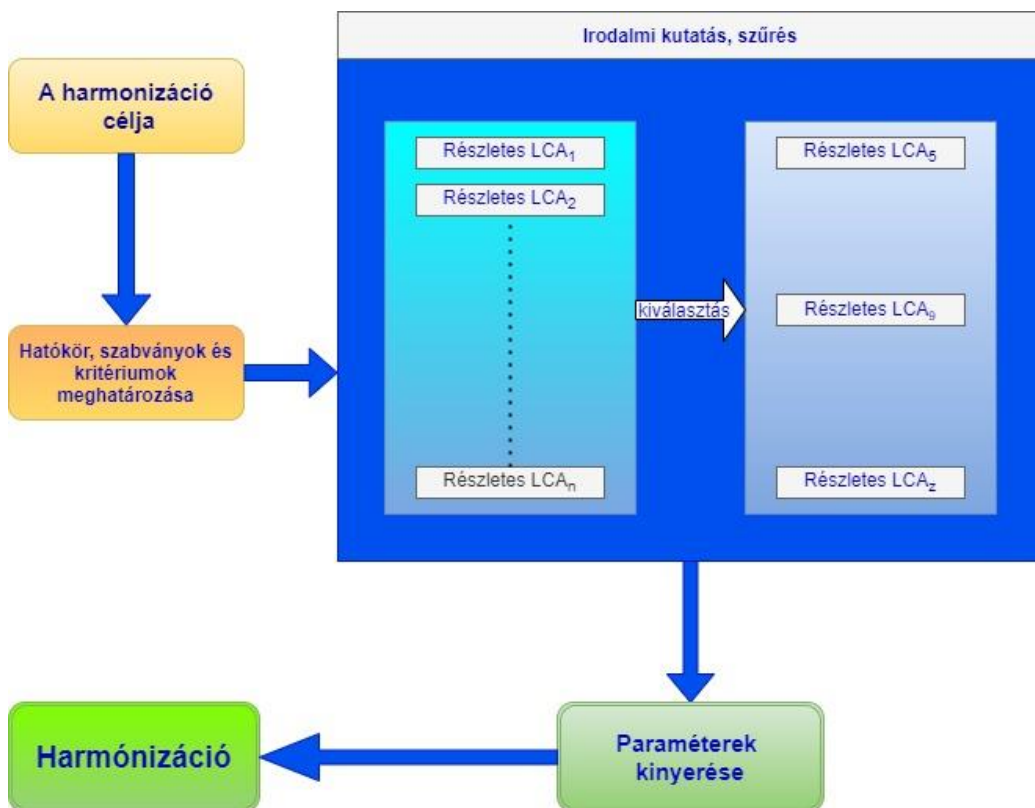 Irodalmi kutatás, szűrés
A harmonizáció
célja
Részletes LCA₁
Részletes LCA₂
Részletes LCAₙ
kiválasztás
Részletes LCA₅
Részletes LCA₉
Részletes LCA_z
Hatókör, szabványok és
kritériumok
meghatározása
Paraméterek
kinyerése
Harmónizáció